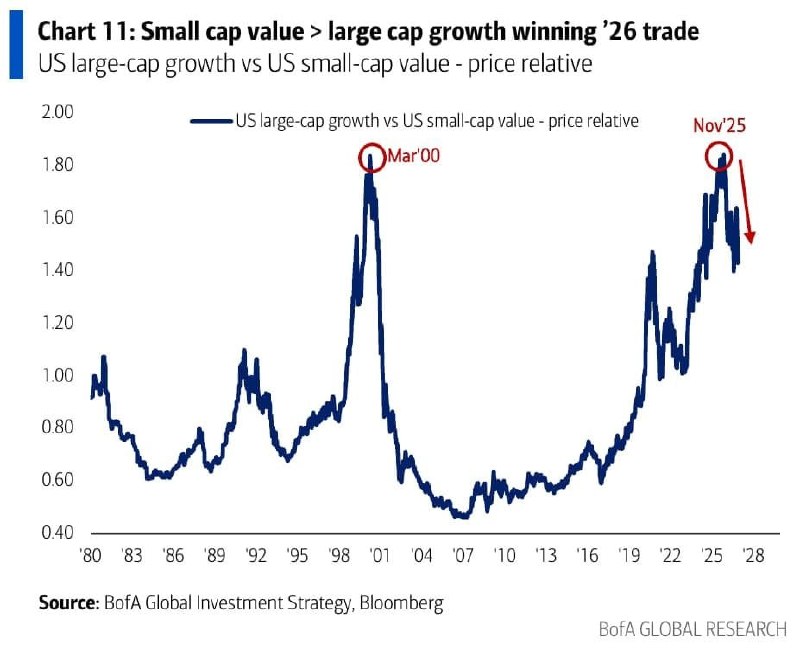 Chart 11: Small cap value > large cap growth winning ’26 trade
US large-cap growth vs US small-cap value - price relative
2.00
US large-cap growth vs US small-cap value - price relative
Nov'25
Mar'00
1.80
1.60
1.40
1.20
1.00
0.80
0.60
0.40
'80 '83 '86 '89 '92 '95 '98 '01 '04 '07 '10 '13 '16 '19 '22 '25 '28
Source: BofA Global Investment Strategy, Bloomberg
BofA GLOBAL RESEARCH